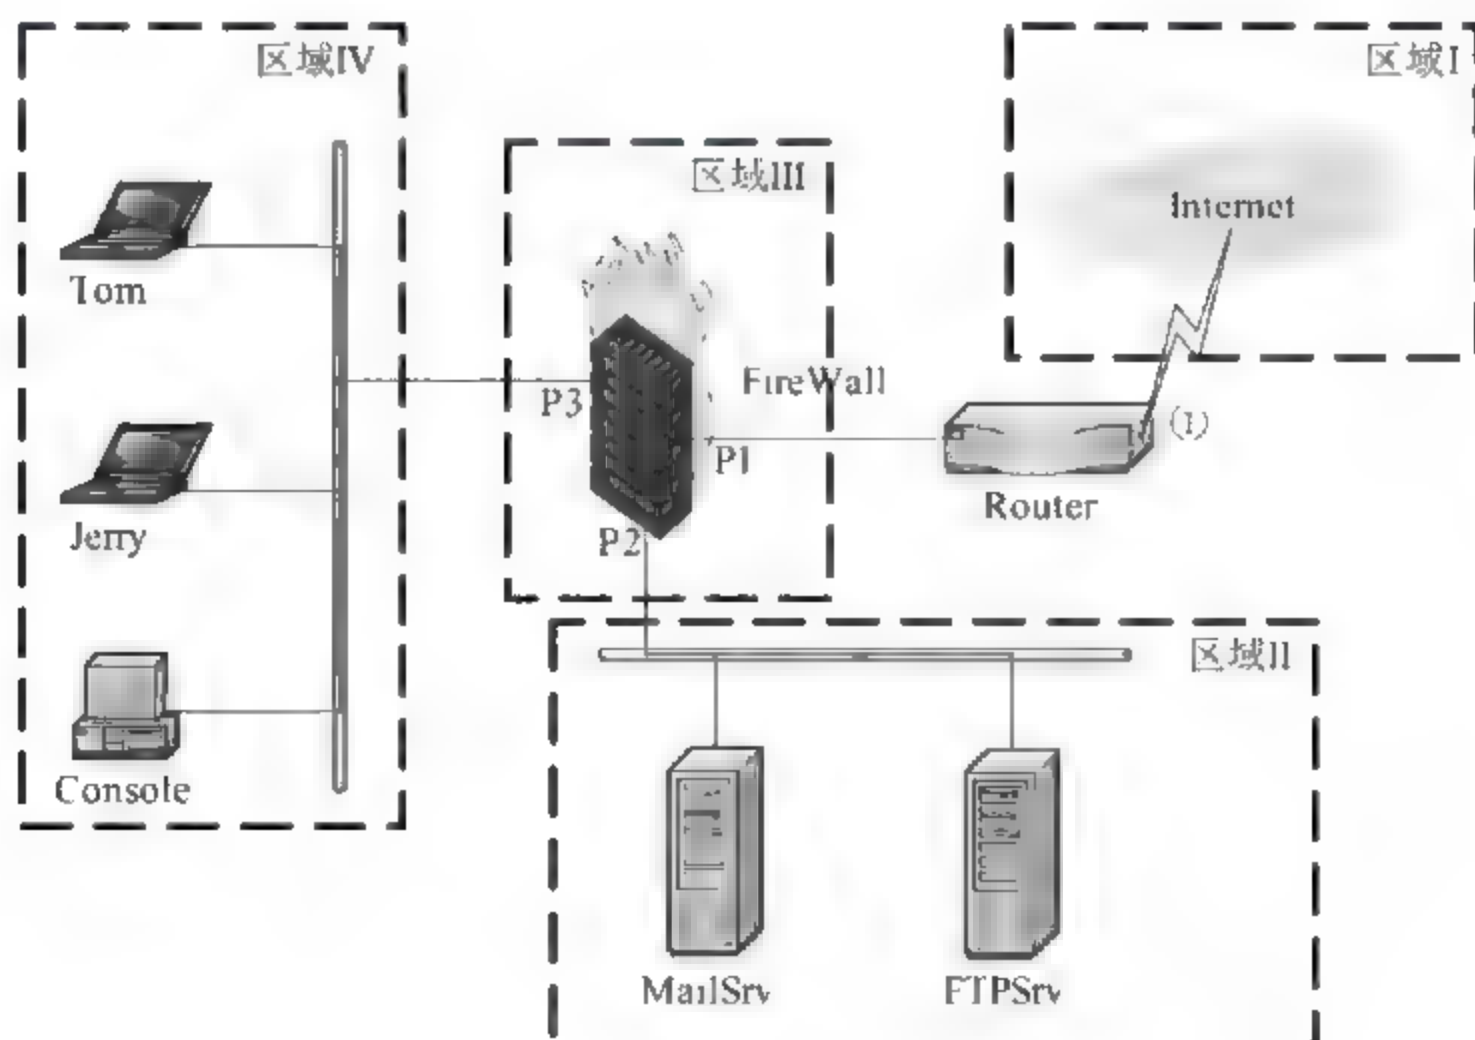 区域IV
区域I
区域III
Internet
Tom
FireWall
P3
(1)
P1
Router
Jerry
P2
区域II
Console
MailSrv
FTPSrv